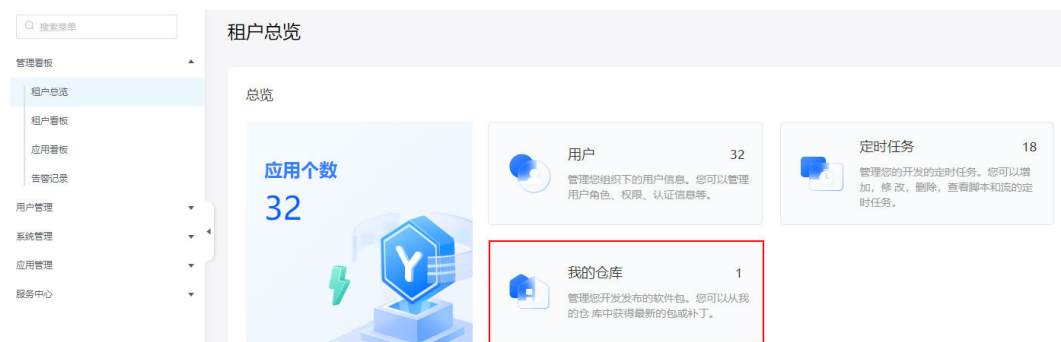 搜索菜单
管理看板
租户总览
租户看板
应用看板
告警记录
用户管理
系统管理
应用管理
服务中心
租户总览
总览
应用个数
32
用户 32
管理您组织下的用户信息。您可以管理
用户角色、权限、认证信息等。
定时任务 18
管理您的开发的定时任务。您可以增
加，修 改，删除，查看脚本和流的定
时任务。
我的仓库 1
管理您开发发布的软件包。您可以从我
的仓 库中获得最新的包或补丁。